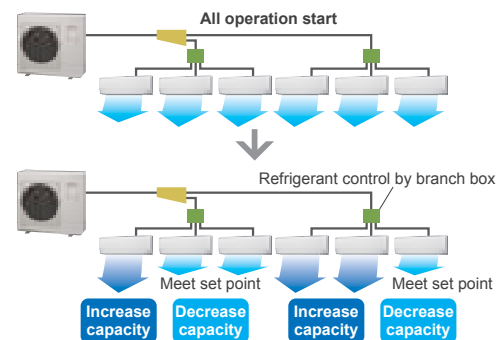 All operation start
Refrigerant control by branch box
Meet set point
Meet set point
Increase
capacity
Decrease
capacity
Increase
capacity
Decrease
capacity